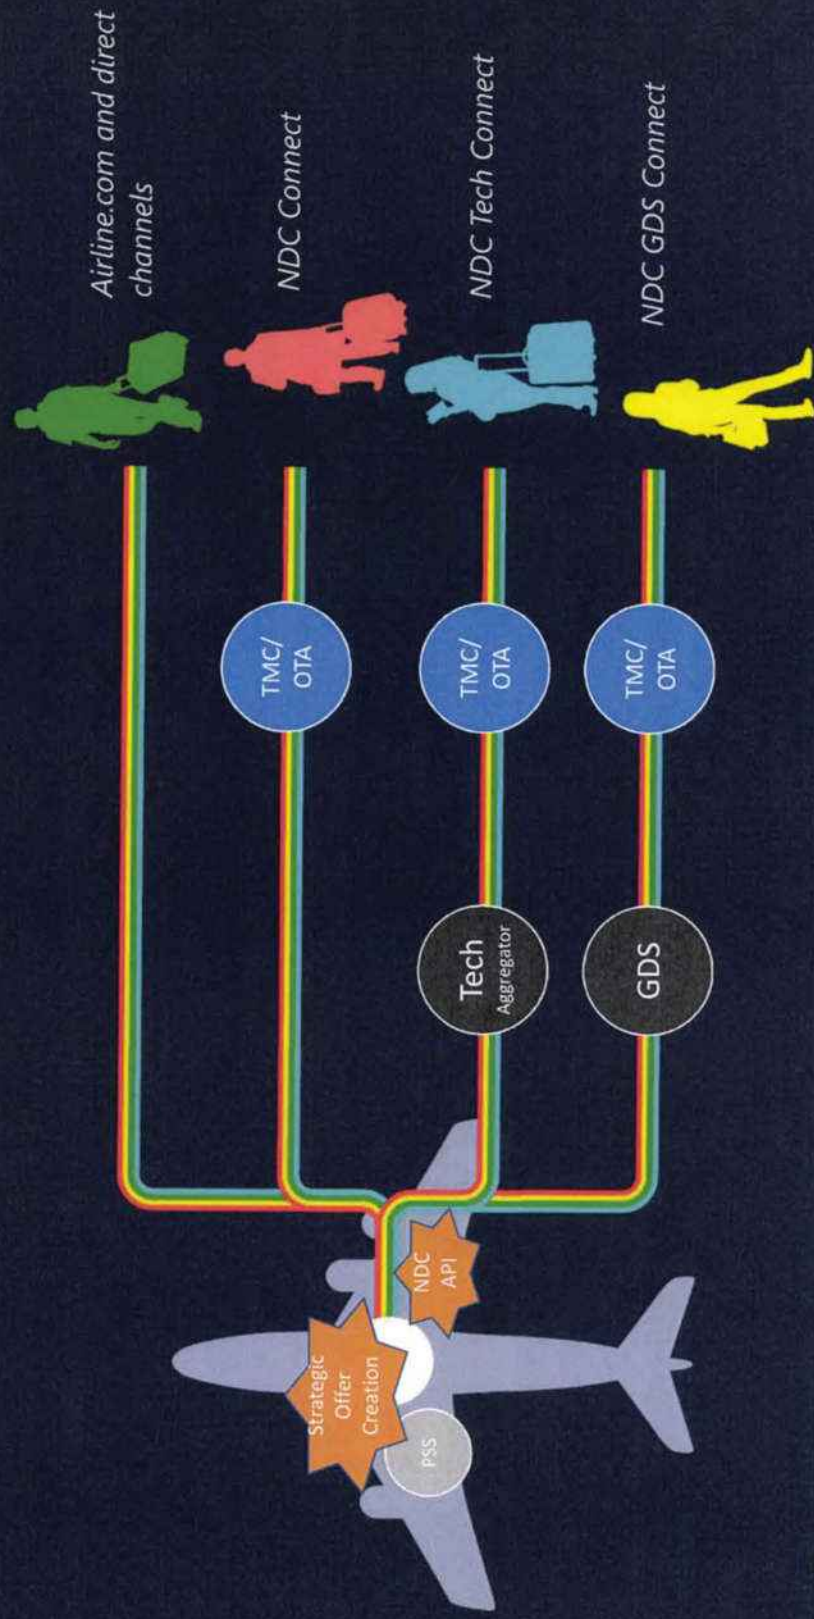 Strategic
Offer
Creation
PSS
NDC
API
Airline.com and direct
channels
TMC/
OTA
NDC Connect
Tech
Aggregator
TMC/
OTA
NDC Tech Connect
GDS
TMC/
OTA
NDC GDS Connect